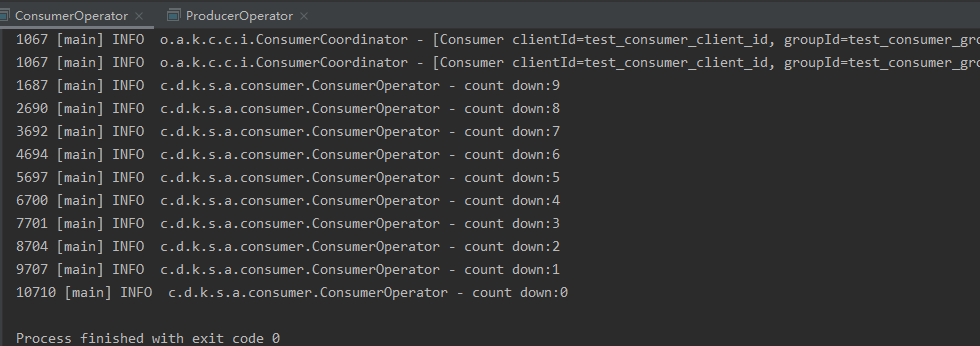 ConsumerOperator ProducerOperator
1067 [main] INFO o.a.k.c.c.i.ConsumerCoordinator - [Consumer clientId=test_consumer_client_id, groupId=test_consumer_gro
1067 [main] INFO o.a.k.c.c.i.ConsumerCoordinator - [Consumer clientId=test_consumer_client_id, groupId=test_consumer_gro
1687 [main] INFO c.d.k.s.a.consumer.ConsumerOperator - count down:9
2690 [main] INFO c.d.k.s.a.consumer.ConsumerOperator - count down:8
3692 [main] INFO c.d.k.s.a.consumer.ConsumerOperator - count down:7
4694 [main] INFO c.d.k.s.a.consumer.ConsumerOperator - count down:6
5697 [main] INFO c.d.k.s.a.consumer.ConsumerOperator - count down:5
6700 [main] INFO c.d.k.s.a.consumer.ConsumerOperator - count down:4
7701 [main] INFO c.d.k.s.a.consumer.ConsumerOperator - count down:3
8704 [main] INFO c.d.k.s.a.consumer.ConsumerOperator - count down:2
9707 [main] INFO c.d.k.s.a.consumer.ConsumerOperator - count down:1
10710 [main] INFO c.d.k.s.a.consumer.ConsumerOperator - count down:0
Process finished with exit code 0